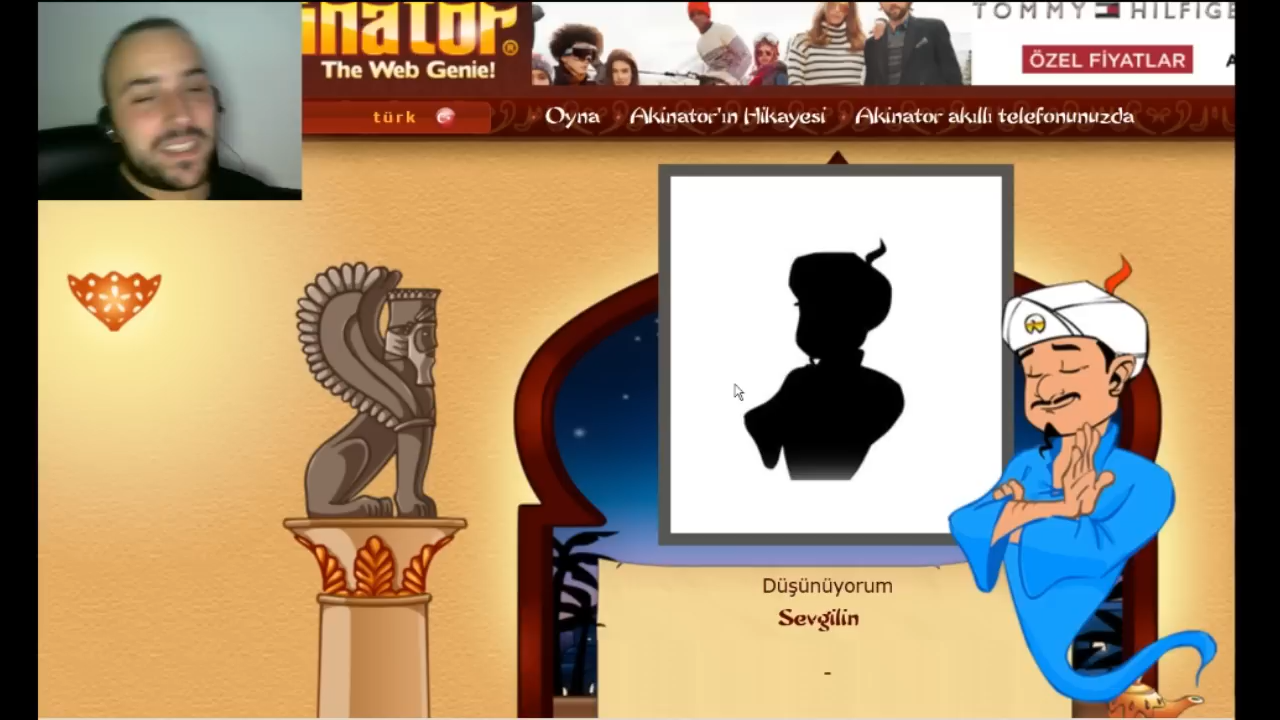 inator®
The Web Genie!
TOMMY HILFIGE
ÖZEL FİYATLAR
türk
Oyna
Akinator'ın Hikayesi
Akinator akıllı telefonunuzda
Düşünüyorum
Sevgilin
-